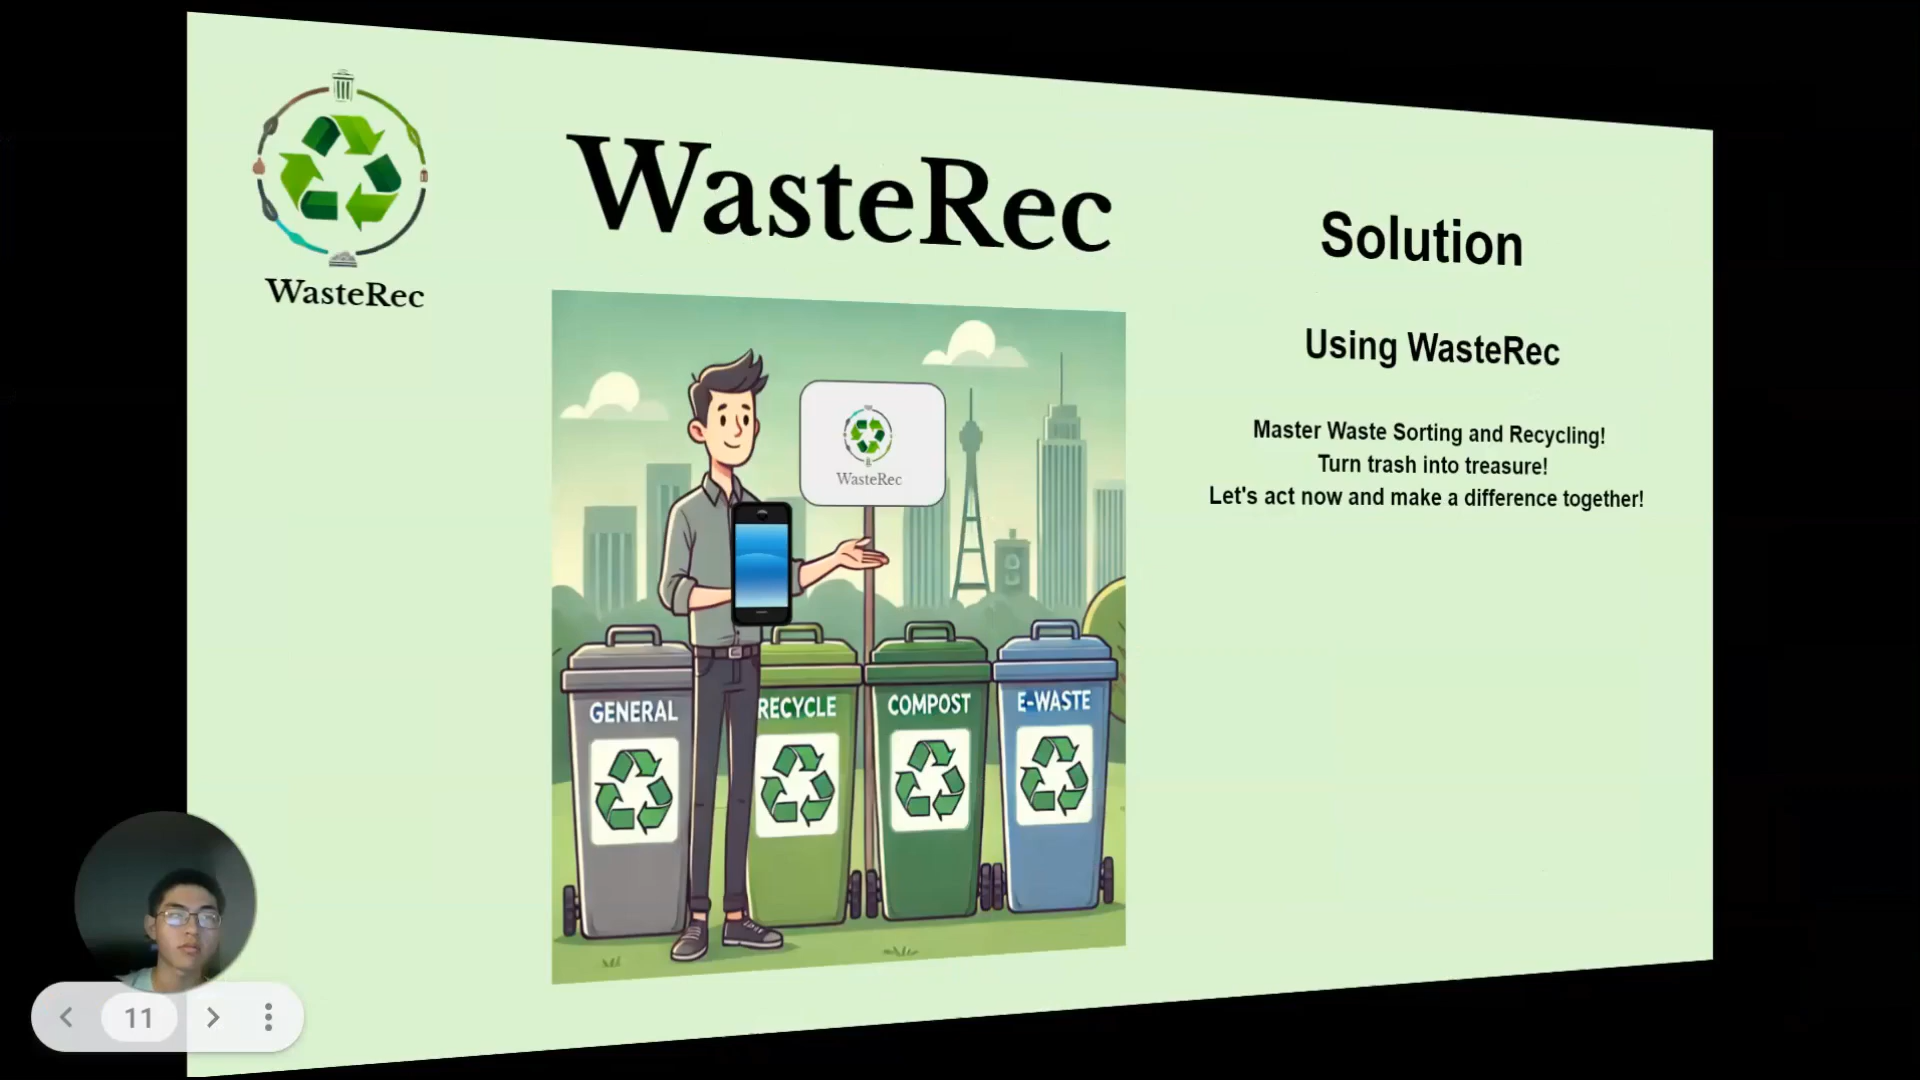 WasteRec
WasteRec
Solution
Using WasteRec
Master Waste Sorting and Recycling!
Turn trash into treasure!
Let's act now and make a difference together!
WasteRec
GENERAL
RECYCLE
COMPOST
E-WASTE
11